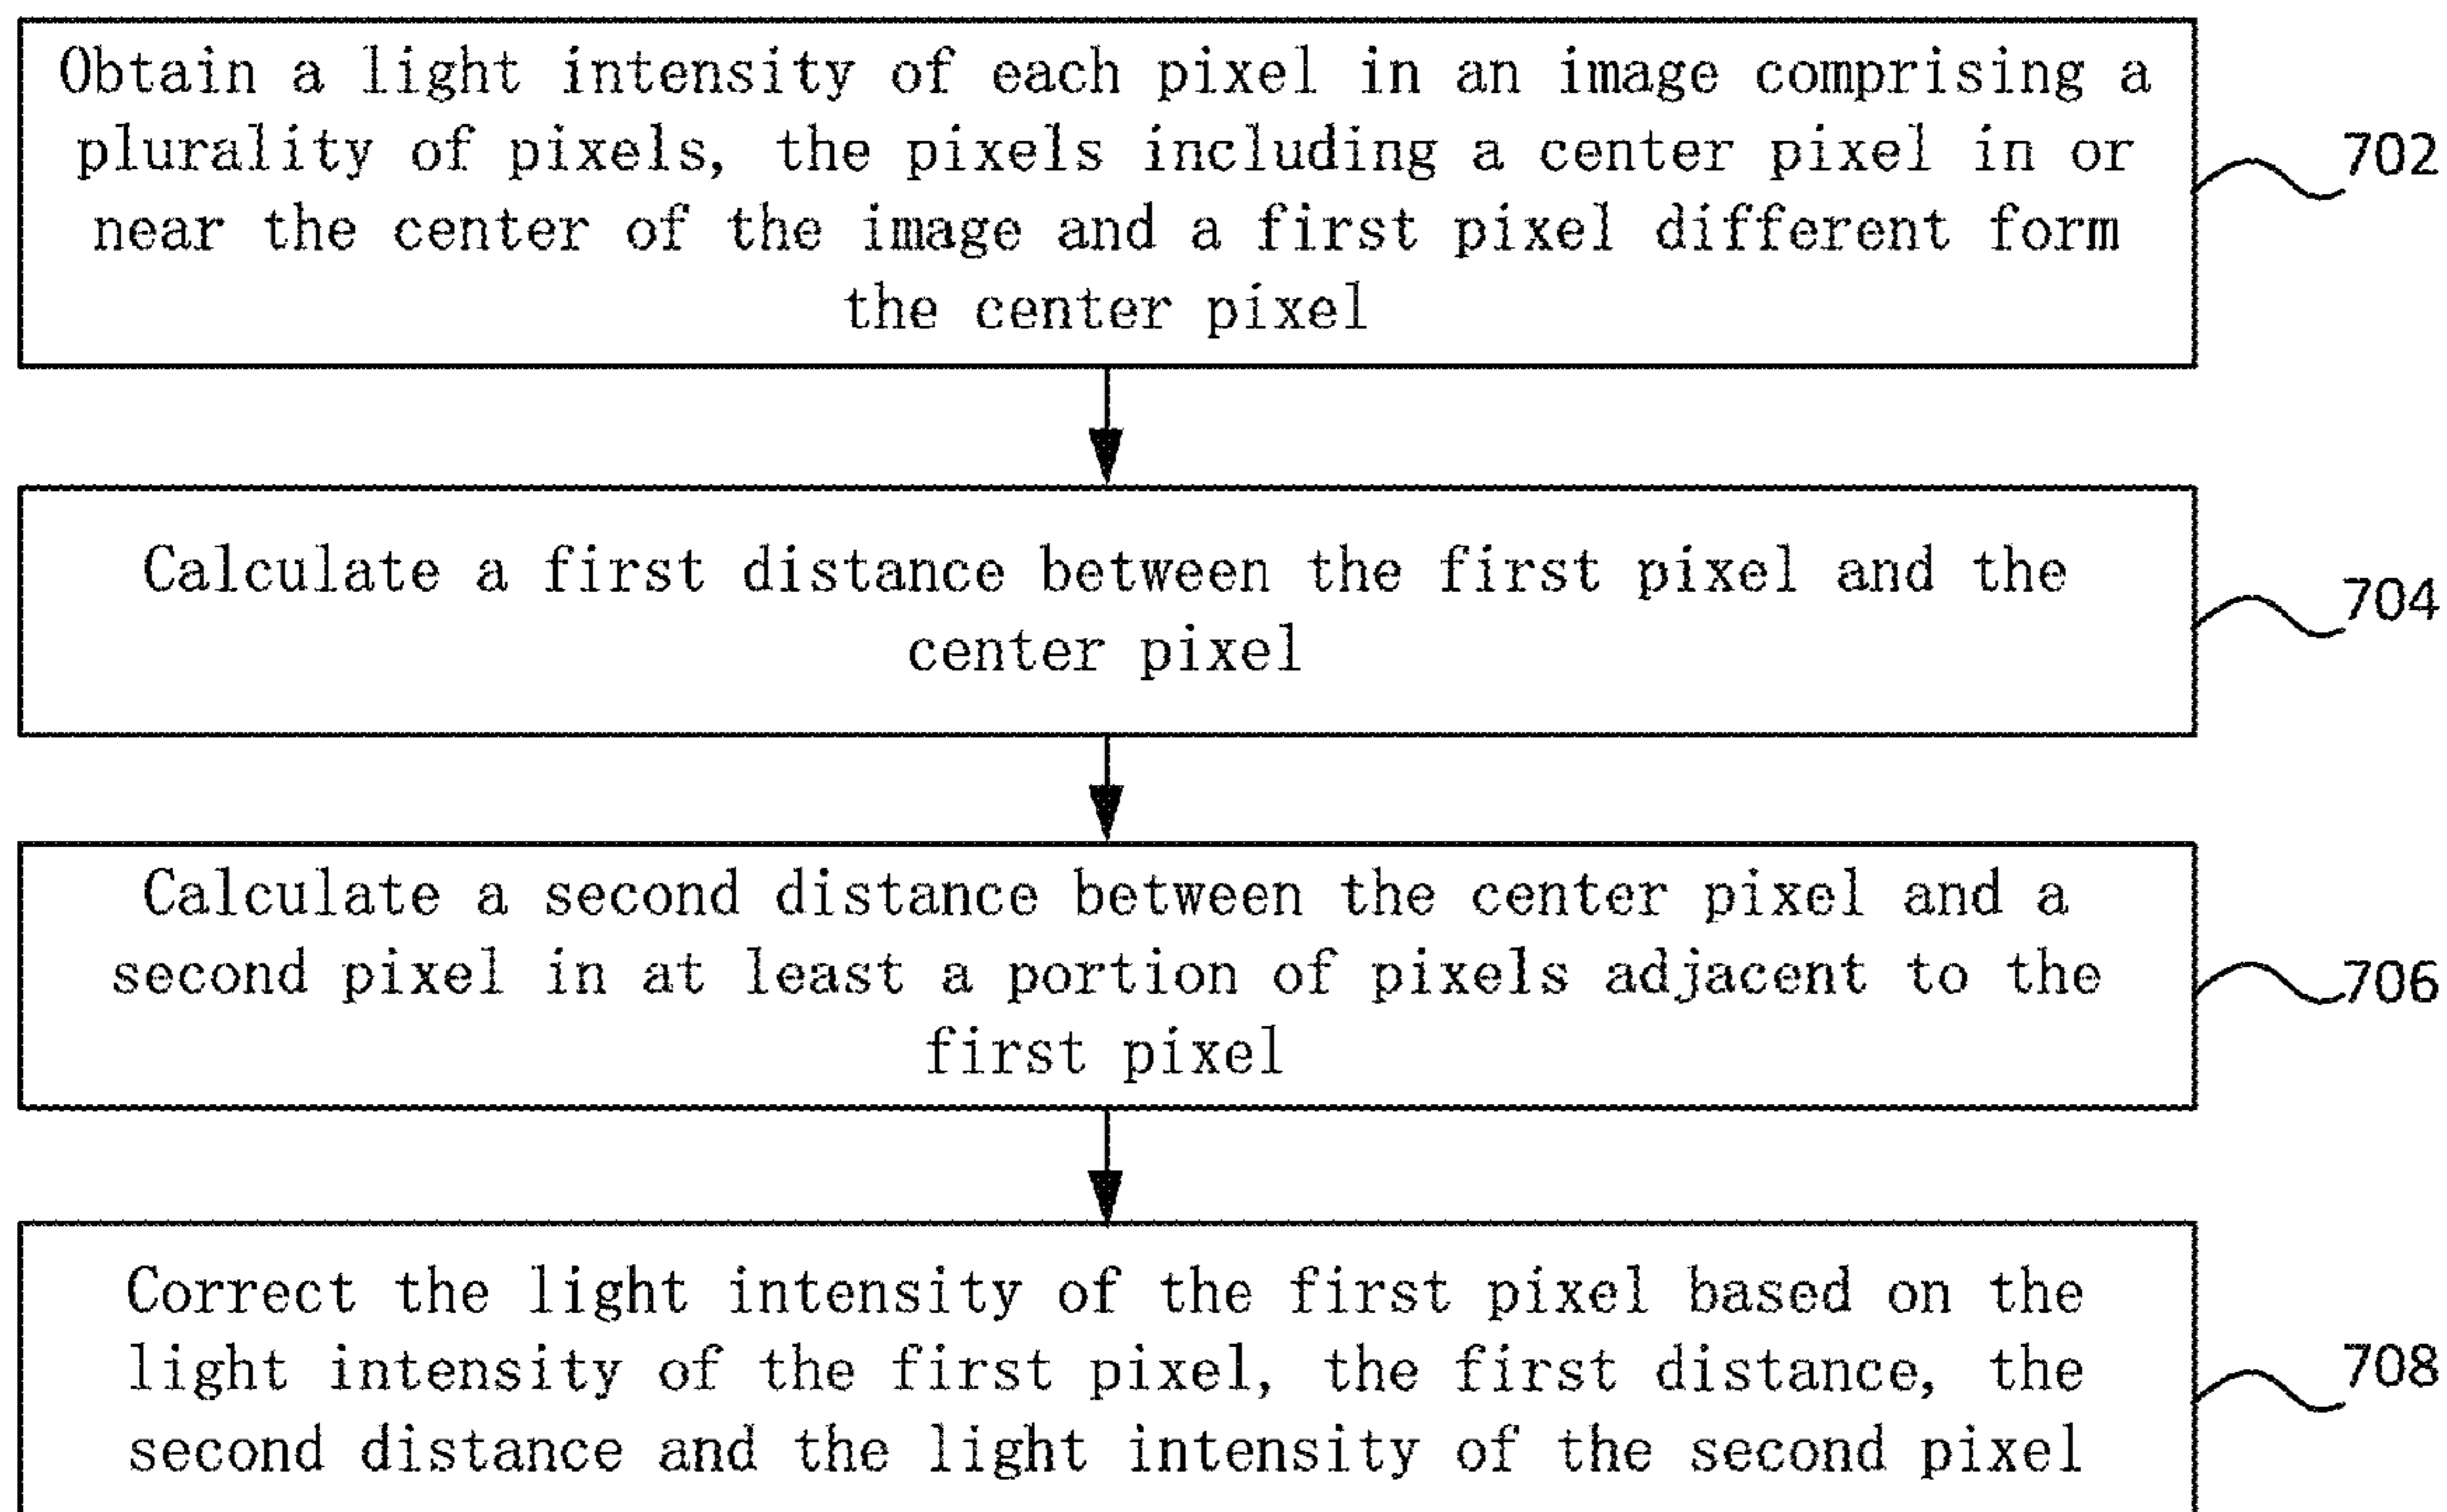 Obtain a light intensity of each pixel in an image comprising a
plurality of pixels, the pixels including a center pixel in or
near the center of the image and a first pixel different form
the center pixel
702
Calculate a first distance between the first pixel and the
center pixel
704
Calculate a second distance between the center pixel and a
second pixel in at least a portion of pixels adjacent to the
first pixel
706
Correct the light intensity of the first pixel based on the
light intensity of the first pixel, the first distance, the
second distance and the light intensity of the second pixel
708